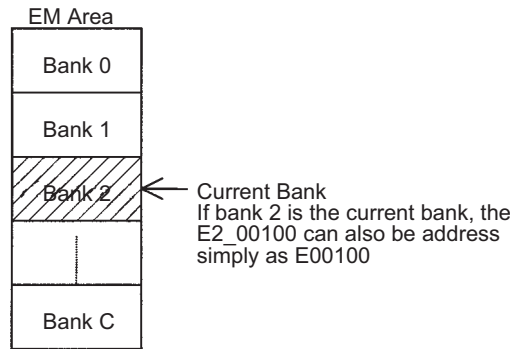 EM Area
Bank 0
Bank 1
Bank 2
Current Bank
If bank 2 is the current bank, the
E2_00100 can also be address
simply as E00100
Bank C